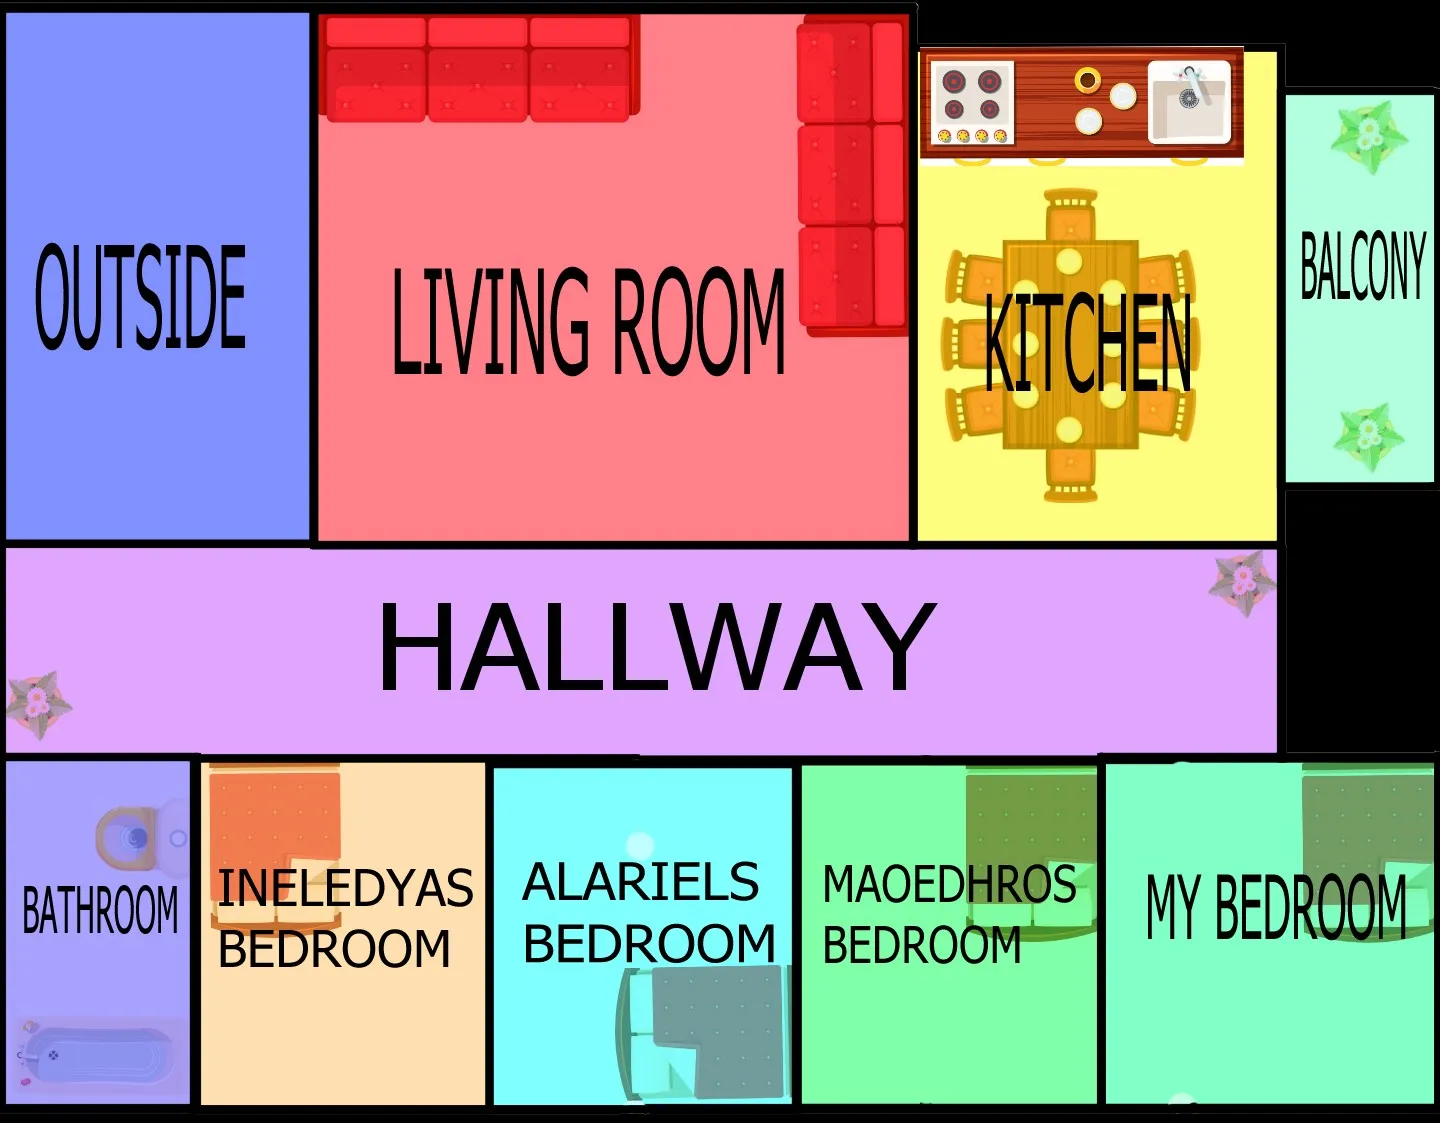 OUTSIDE
LIVING ROOM
KITCHEN
BALCONY
HALLWAY
BATHROOM
INELEDYAS
BEDROOM
ALARIELS
BEDROOM
MAOEDHROS
BEDROOM
MY BEDROOM